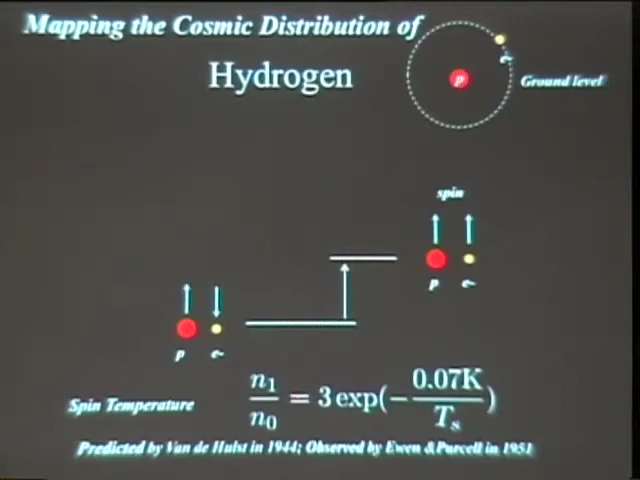 Mapping the Cosmic Distribution of
Hydrogen
p
e-
Ground level
spin
p e-
p e-
Spin Temperature
n₁/n₀ = 3 exp(−0.07K/Tₛ)
Predicted by Van de Hulst in 1944; Observed by Ewen & Purcell in 1951